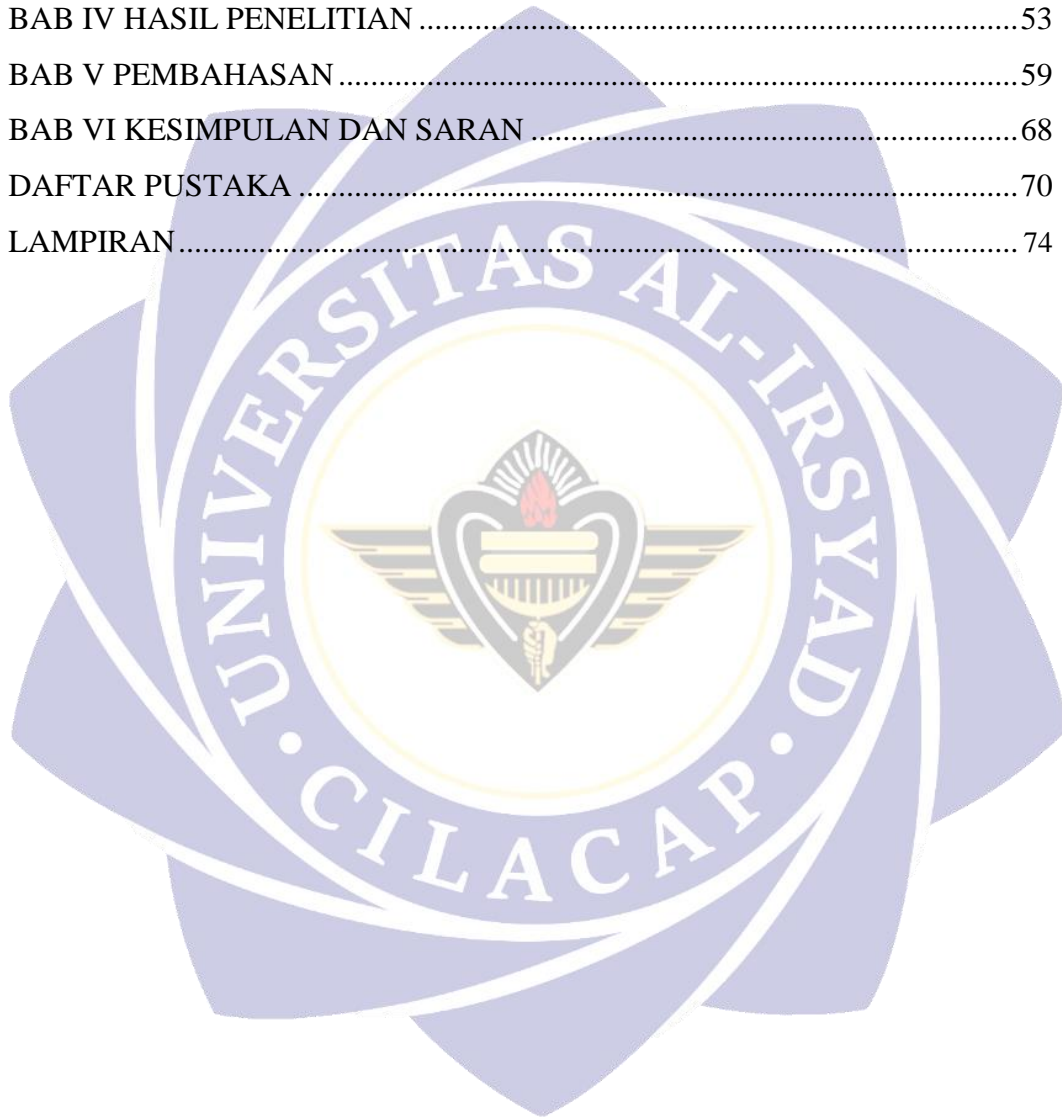 BAB IV HASIL PENELITIAN ........................................................................ 53
BAB V PEMBAHASAN ................................................................................. 59
BAB VI KESIMPULAN DAN SARAN ......................................................... 68
DAFTAR PUSTAKA ...................................................................................... 70
LAMPIRAN ..................................................................................................... 74
UNIVERSITAS AL-IRSYAD
• CILACAP •